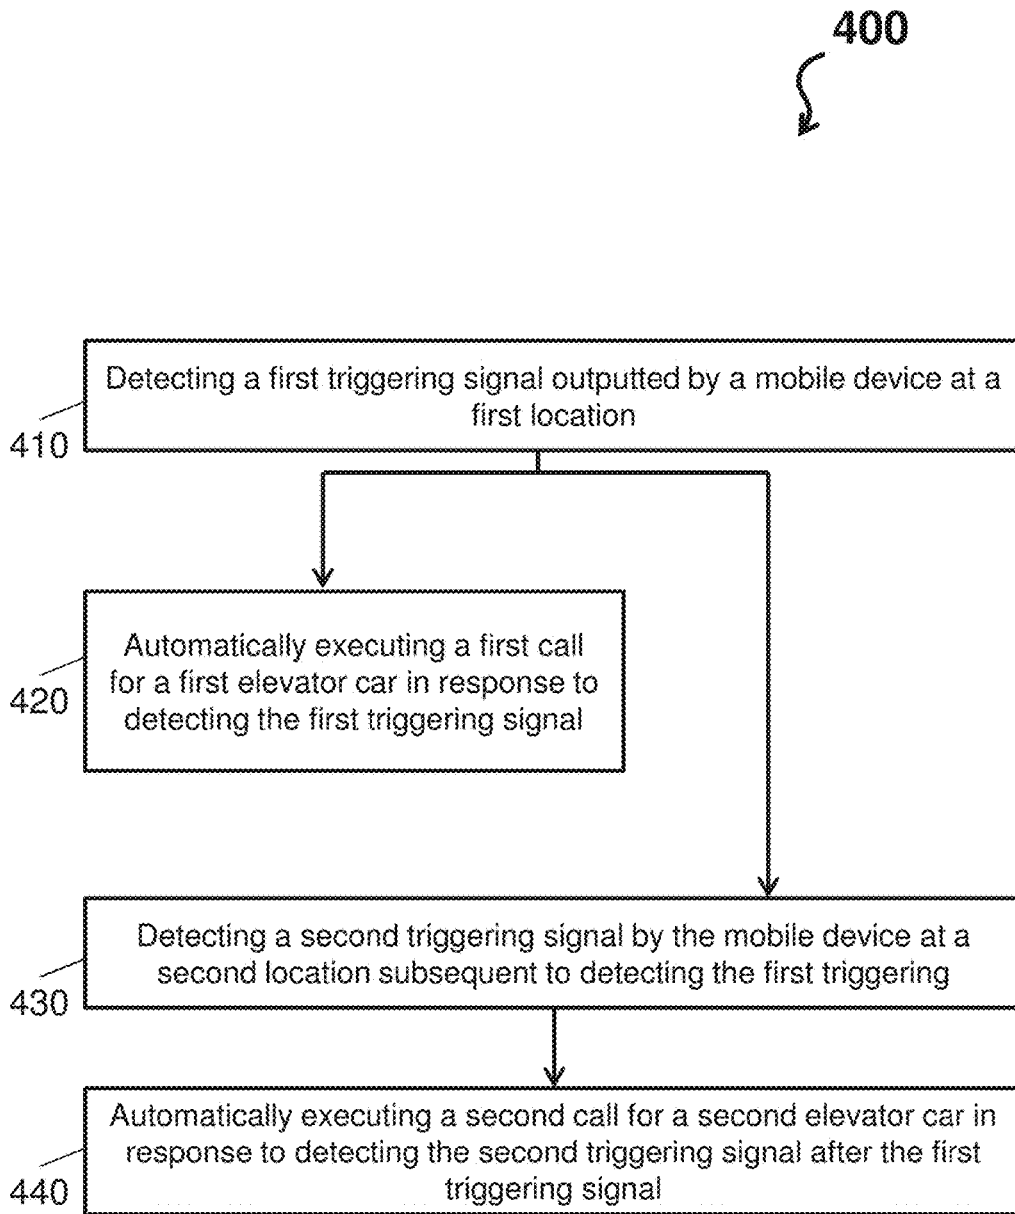 400
Detecting a first triggering signal outputted by a mobile device at a
first location
410
Automatically executing a first call
for a first elevator car in response to
detecting the first triggering signal
420
Detecting a second triggering signal by the mobile device at a
second location subsequent to detecting the first triggering
430
Automatically executing a second call for a second elevator car in
response to detecting the second triggering signal after the first
triggering signal
440